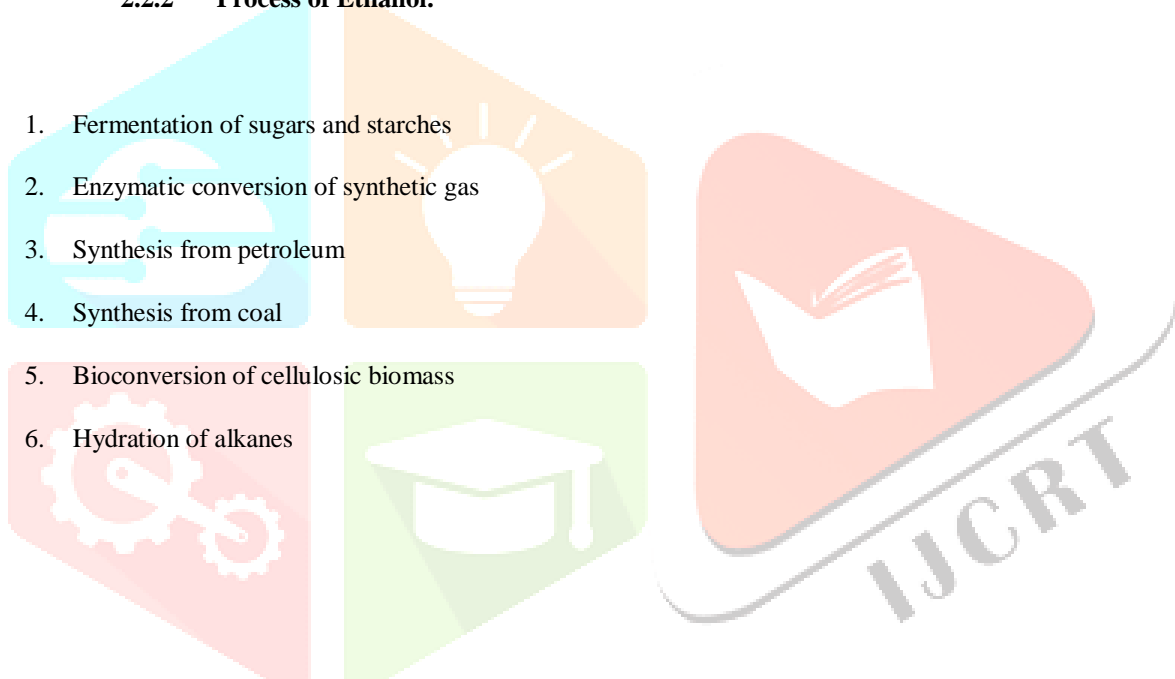 2.2.2 Process of Ethanol:
1. Fermentation of sugars and starches
2. Enzymatic conversion of synthetic gas
3. Synthesis from petroleum
4. Synthesis from coal
5. Bioconversion of cellulosic biomass
6. Hydration of alkanes
IJCRT